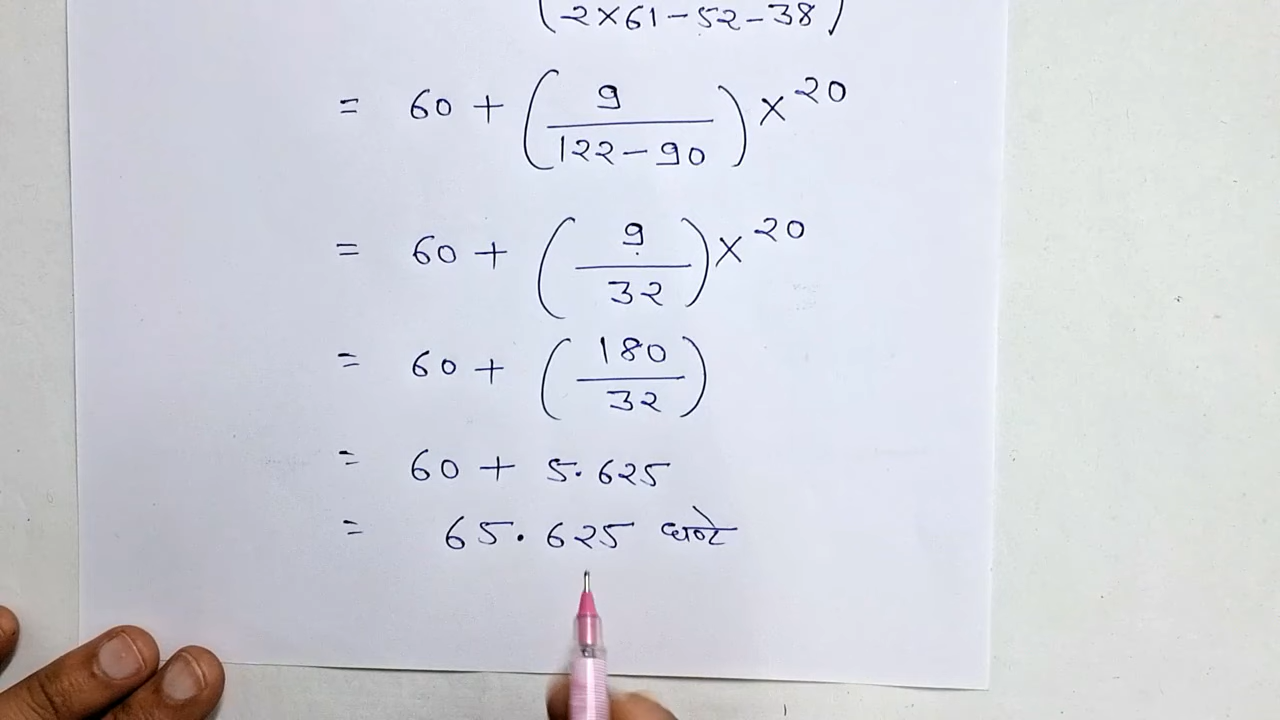 (2×61-52-38)
= 60 + (9/122-90) × 20
= 60 + (9/32) × 20
= 60 + (180/32)
= 60 + 5.625
= 65.625 घण्टे